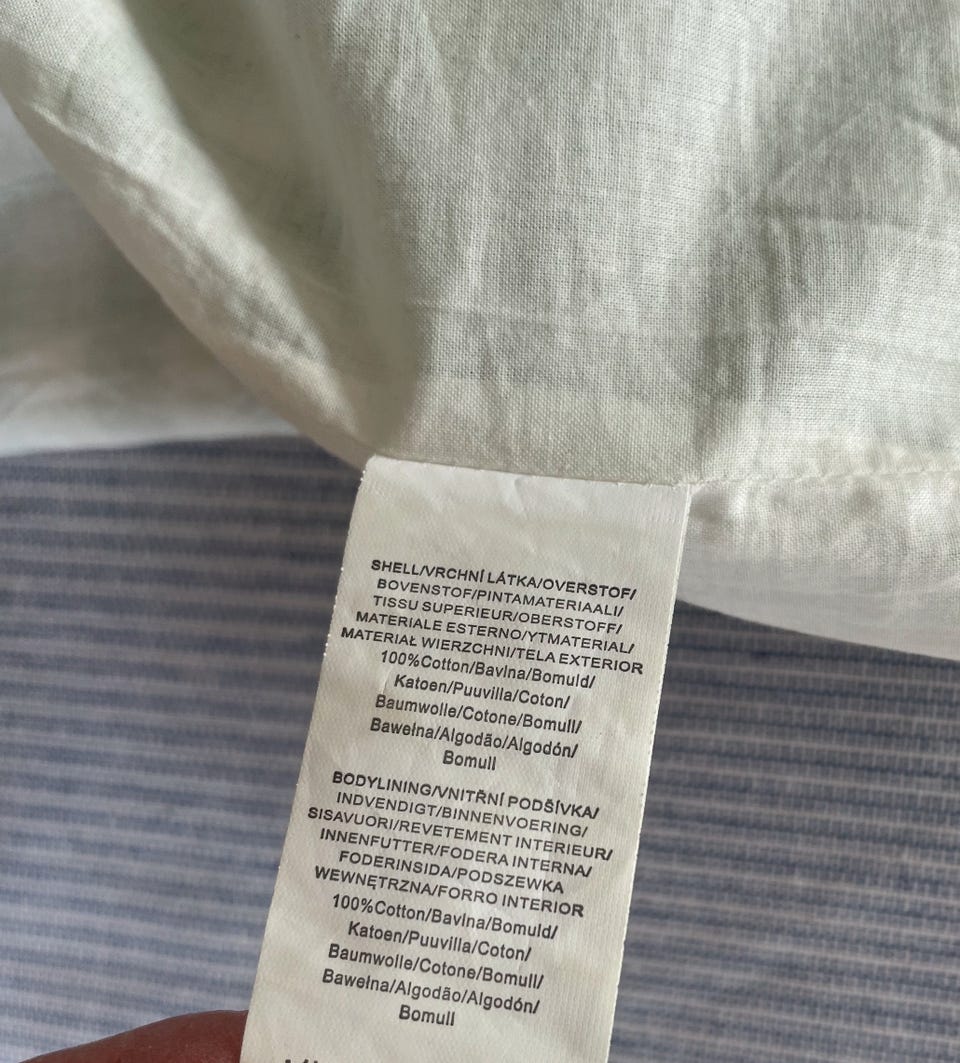 SHELL/VRCHNÍ LÁTKA/OVERSTOF/
BOVENSTOF/PINTAMATERIAALI/
TISSU SUPERIEUR/OBERSTOFF/
MATERIALE ESTERNO/YTMATERIAL/
MATERIAŁ WIERZCHNI/TELA EXTERIOR
100%Cotton/Bavlna/Bomuld/
Katoen/Puuvilla/Coton/
Baumwolle/Cotone/Bomull/
Bawełna/Algodão/Algodón/
Bomull
BODYLINING/VNITŘNÍ PODŠÍVKA/
INDVENDIGT/BINNENVOERING/
SISAVUORI/REVETEMENT INTERIEUR/
INNENFUTTER/FODERA INTERNA/
FODERINSIDA/PODSZEWKA
WEWNĘTRZNA/FORRO INTERIOR
100%Cotton/Bavlna/Bomuld/
Katoen/Puuvilla/Coton/
Baumwolle/Cotone/Bomull/
Bawełna/Algodão/Algodón/
Bomull